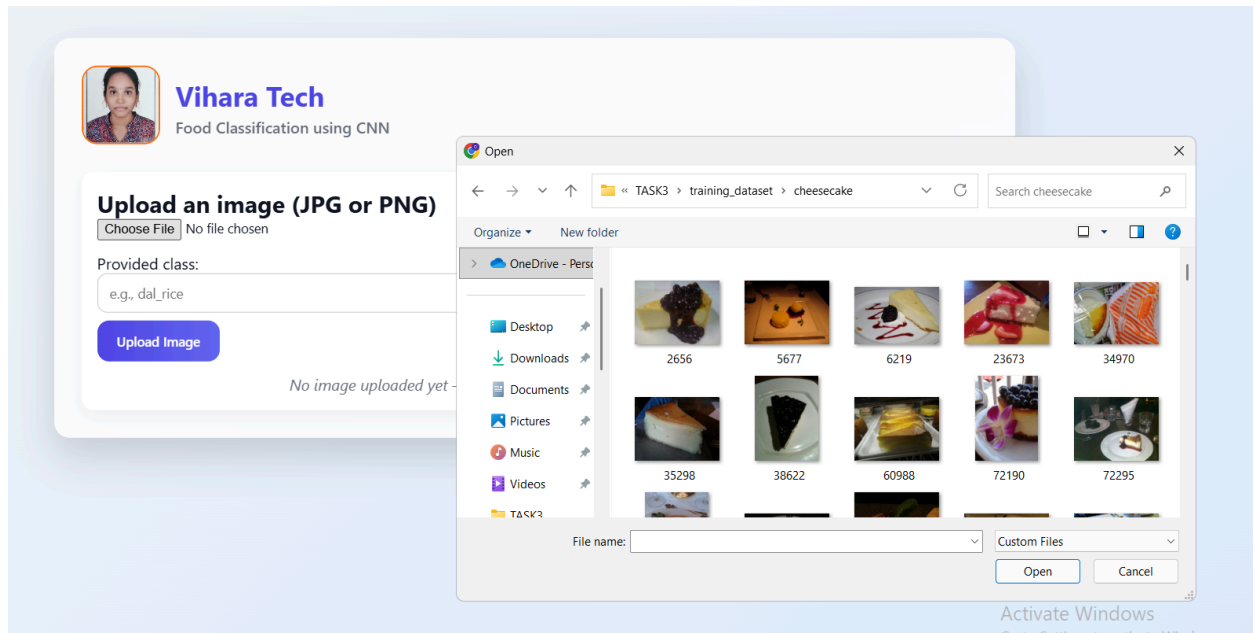 Vihara Tech
Food Classification using CNN
Upload an image (JPG or PNG)
Choose File No file chosen
Provided class:
e.g., dal_rice
Upload Image
No image uploaded yet -
Open
« TASK3 > training_dataset > cheesecake
Search cheesecake
Organize
New folder
OneDrive - Perso
Desktop
Downloads
Documents
Pictures
Music
Videos
TASK3
2656 5677 6219 23673 34970
35298 38622 60988 72190 72295
File name:
Custom Files
Open
Cancel
Activate Windows